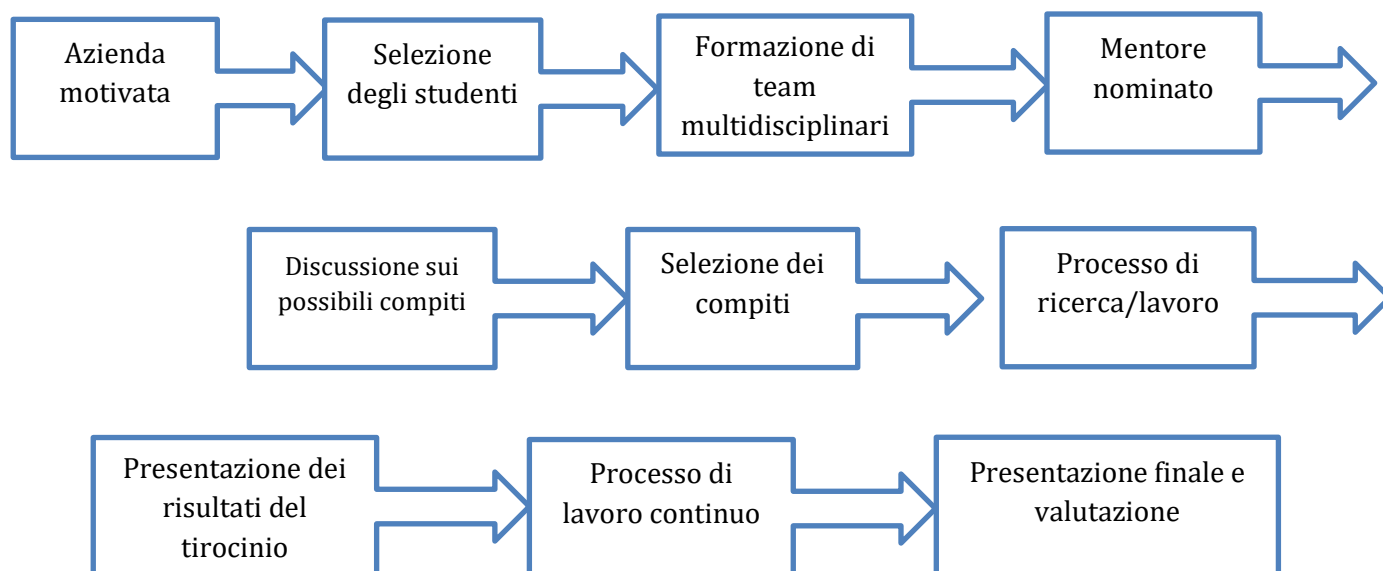 Azienda
motivata
Selezione
degli studenti
Formazione di
team
multidisciplinari
Mentore
nominato
Discussione sui
possibili compiti
Selezione dei
compiti
Processo di
ricerca/lavoro
Presentazione dei
risultati del
tirocinio
Processo di
lavoro continuo
Presentazione finale e
valutazione